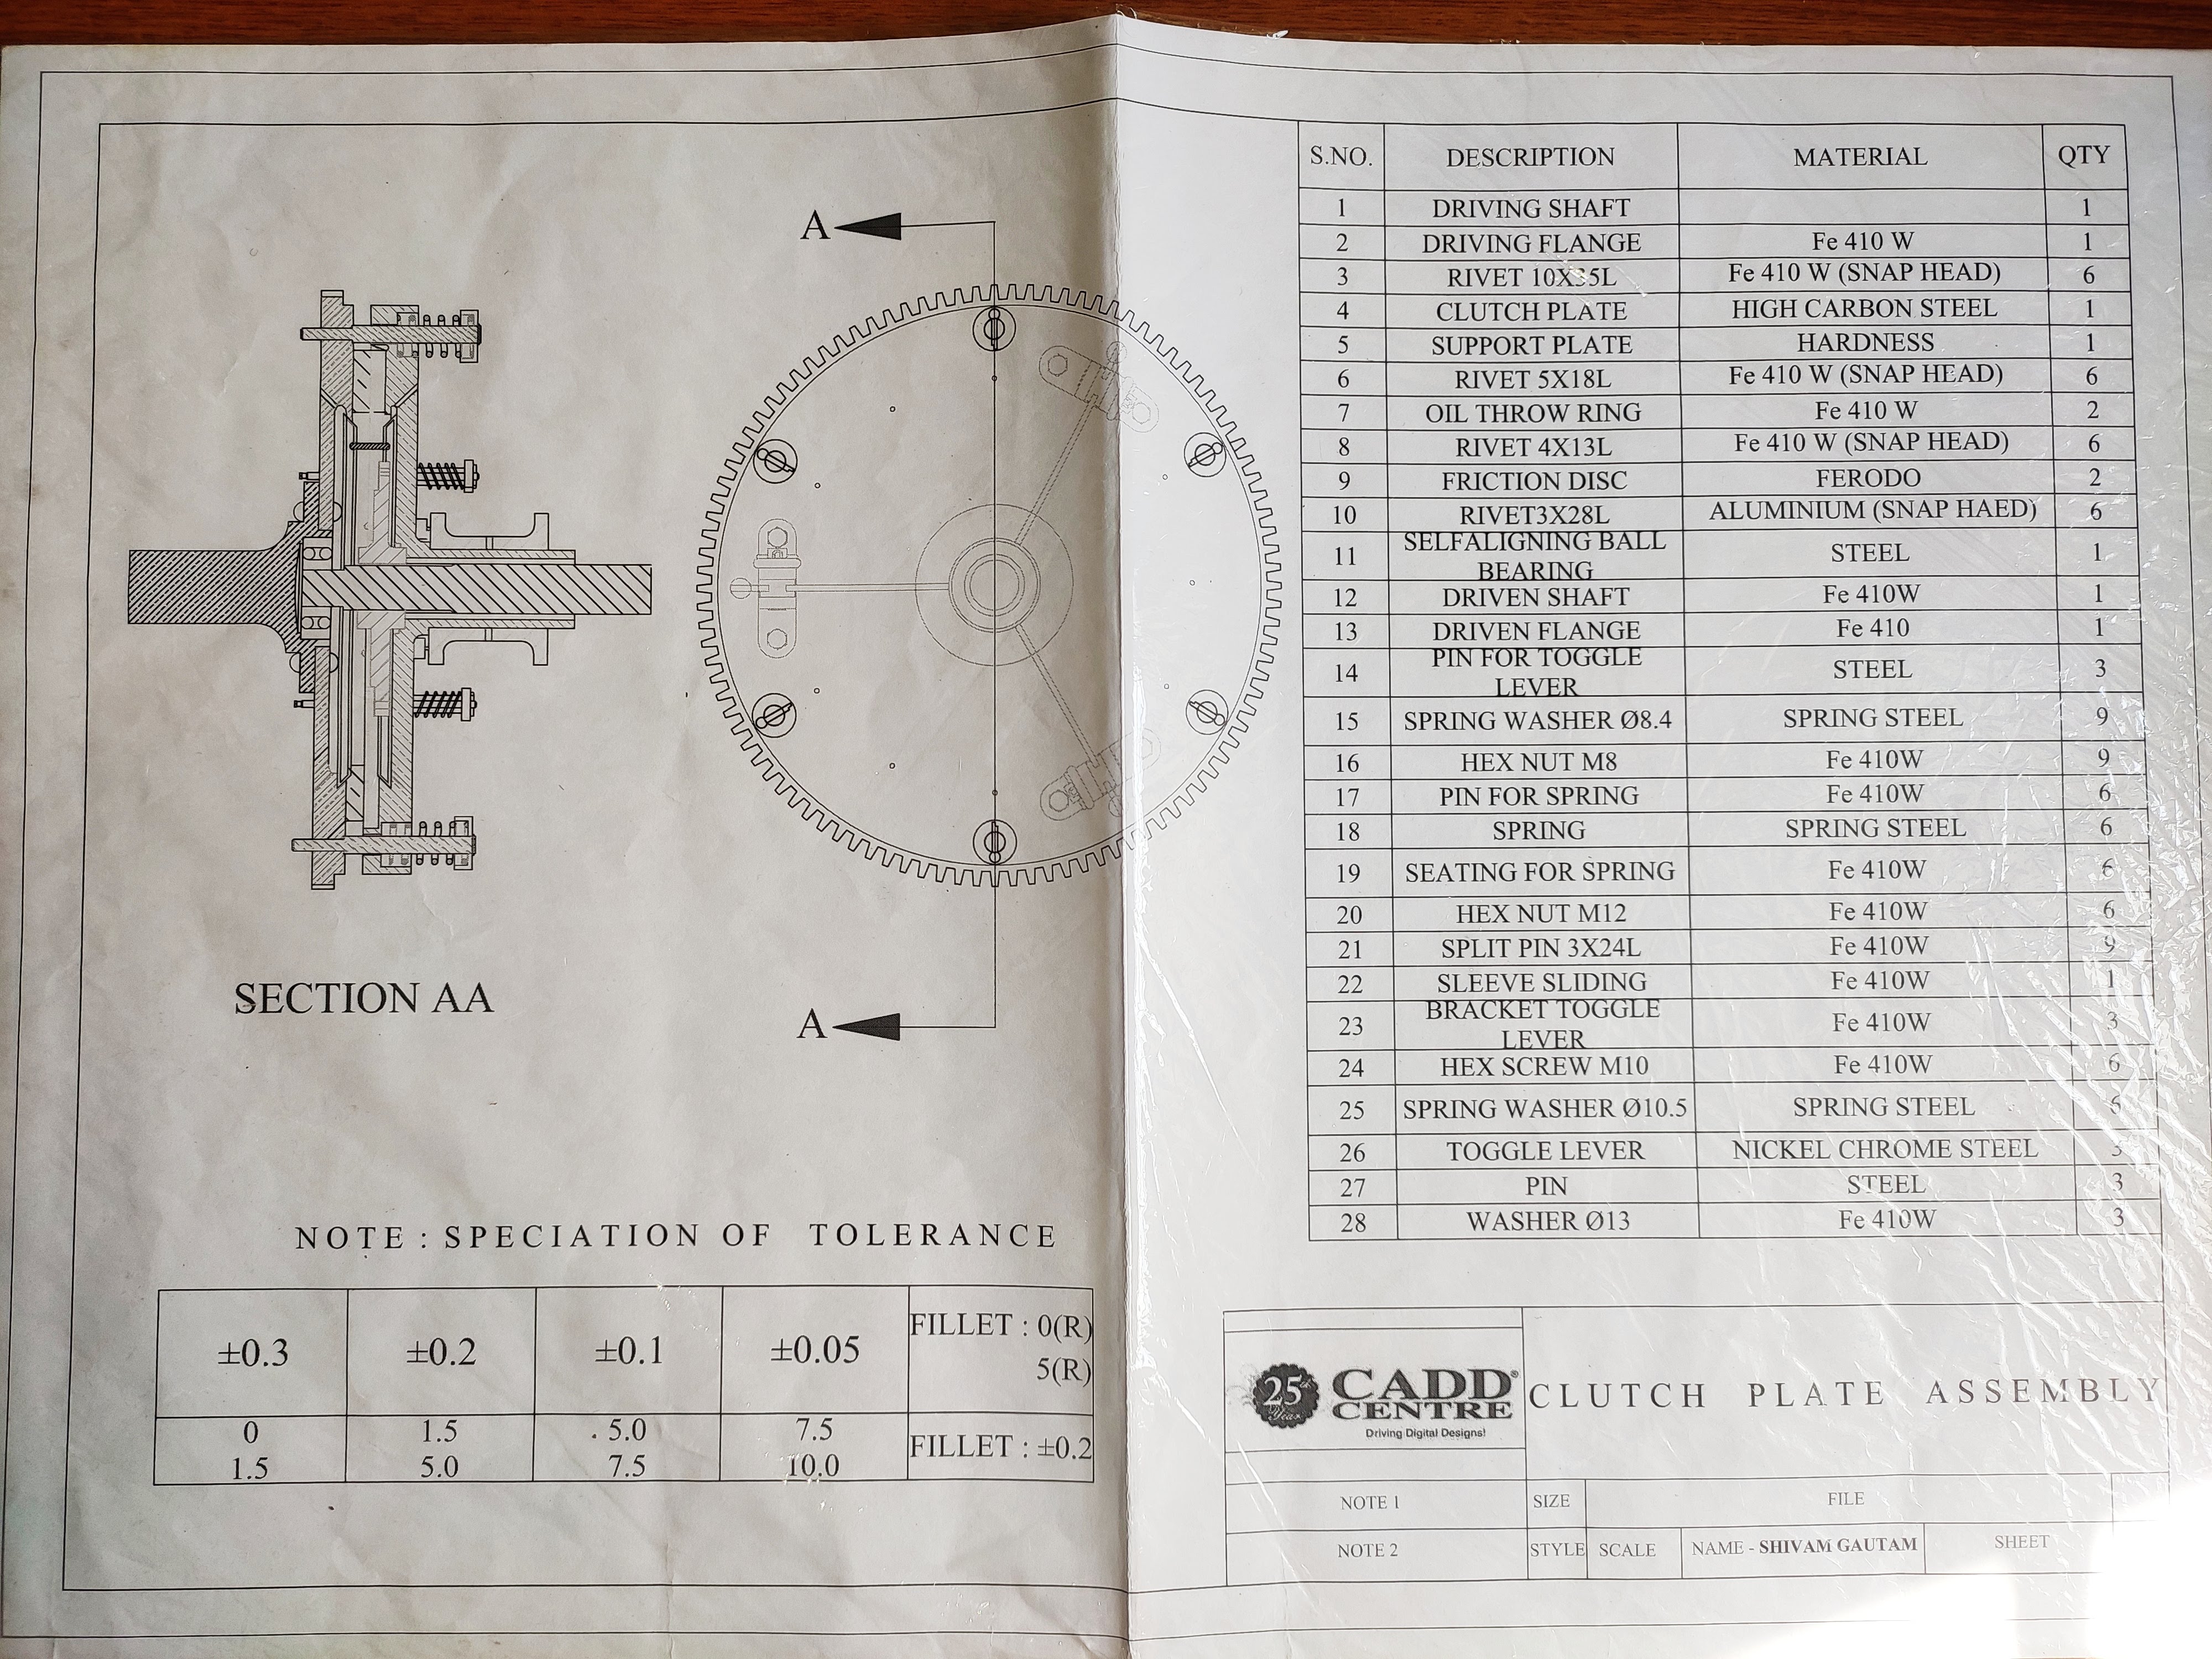 A
A
SECTION AA
NOTE : SPECIATION OF TOLERANCE
±0.3 ±0.2 ±0.1 ±0.05 FILLET : 0(R)
5(R)
0 1.5 5.0 7.5 FILLET : ±0.2
1.5 5.0 7.5 10.0
S.NO. DESCRIPTION MATERIAL QTY
1 DRIVING SHAFT 1
2 DRIVING FLANGE Fe 410 W 1
3 RIVET 10X35L Fe 410 W (SNAP HEAD) 6
4 CLUTCH PLATE HIGH CARBON STEEL 1
5 SUPPORT PLATE HARDNESS 1
6 RIVET 5X18L Fe 410 W (SNAP HEAD) 6
7 OIL THROW RING Fe 410 W 2
8 RIVET 4X13L Fe 410 W (SNAP HEAD) 6
9 FRICTION DISC FERODO 2
10 RIVET3X28L ALUMINIUM (SNAP HAED) 6
11 SELFALIGNING BALL
BEARING STEEL 1
12 DRIVEN SHAFT Fe 410W 1
13 DRIVEN FLANGE Fe 410 1
14 PIN FOR TOGGLE
LEVER STEEL 3
15 SPRING WASHER Ø8.4 SPRING STEEL 9
16 HEX NUT M8 Fe 410W 9
17 PIN FOR SPRING Fe 410W 6
18 SPRING SPRING STEEL 6
19 SEATING FOR SPRING Fe 410W 6
20 HEX NUT M12 Fe 410W 6
21 SPLIT PIN 3X24L Fe 410W 9
22 SLEEVE SLIDING Fe 410W 1
23 BRACKET TOGGLE
LEVER Fe 410W 3
24 HEX SCREW M10 Fe 410W 6
25 SPRING WASHER Ø10.5 SPRING STEEL 6
26 TOGGLE LEVER NICKEL CHROME STEEL 3
27 PIN STEEL 3
28 WASHER Ø13 Fe 410W 3
25 Years
CADD
CENTRE
Driving Digital Designs!
CLUTCH PLATE ASSEMBLY
NOTE 1 SIZE FILE
NOTE 2 STYLE SCALE NAME - SHIVAM GAUTAM SHEET